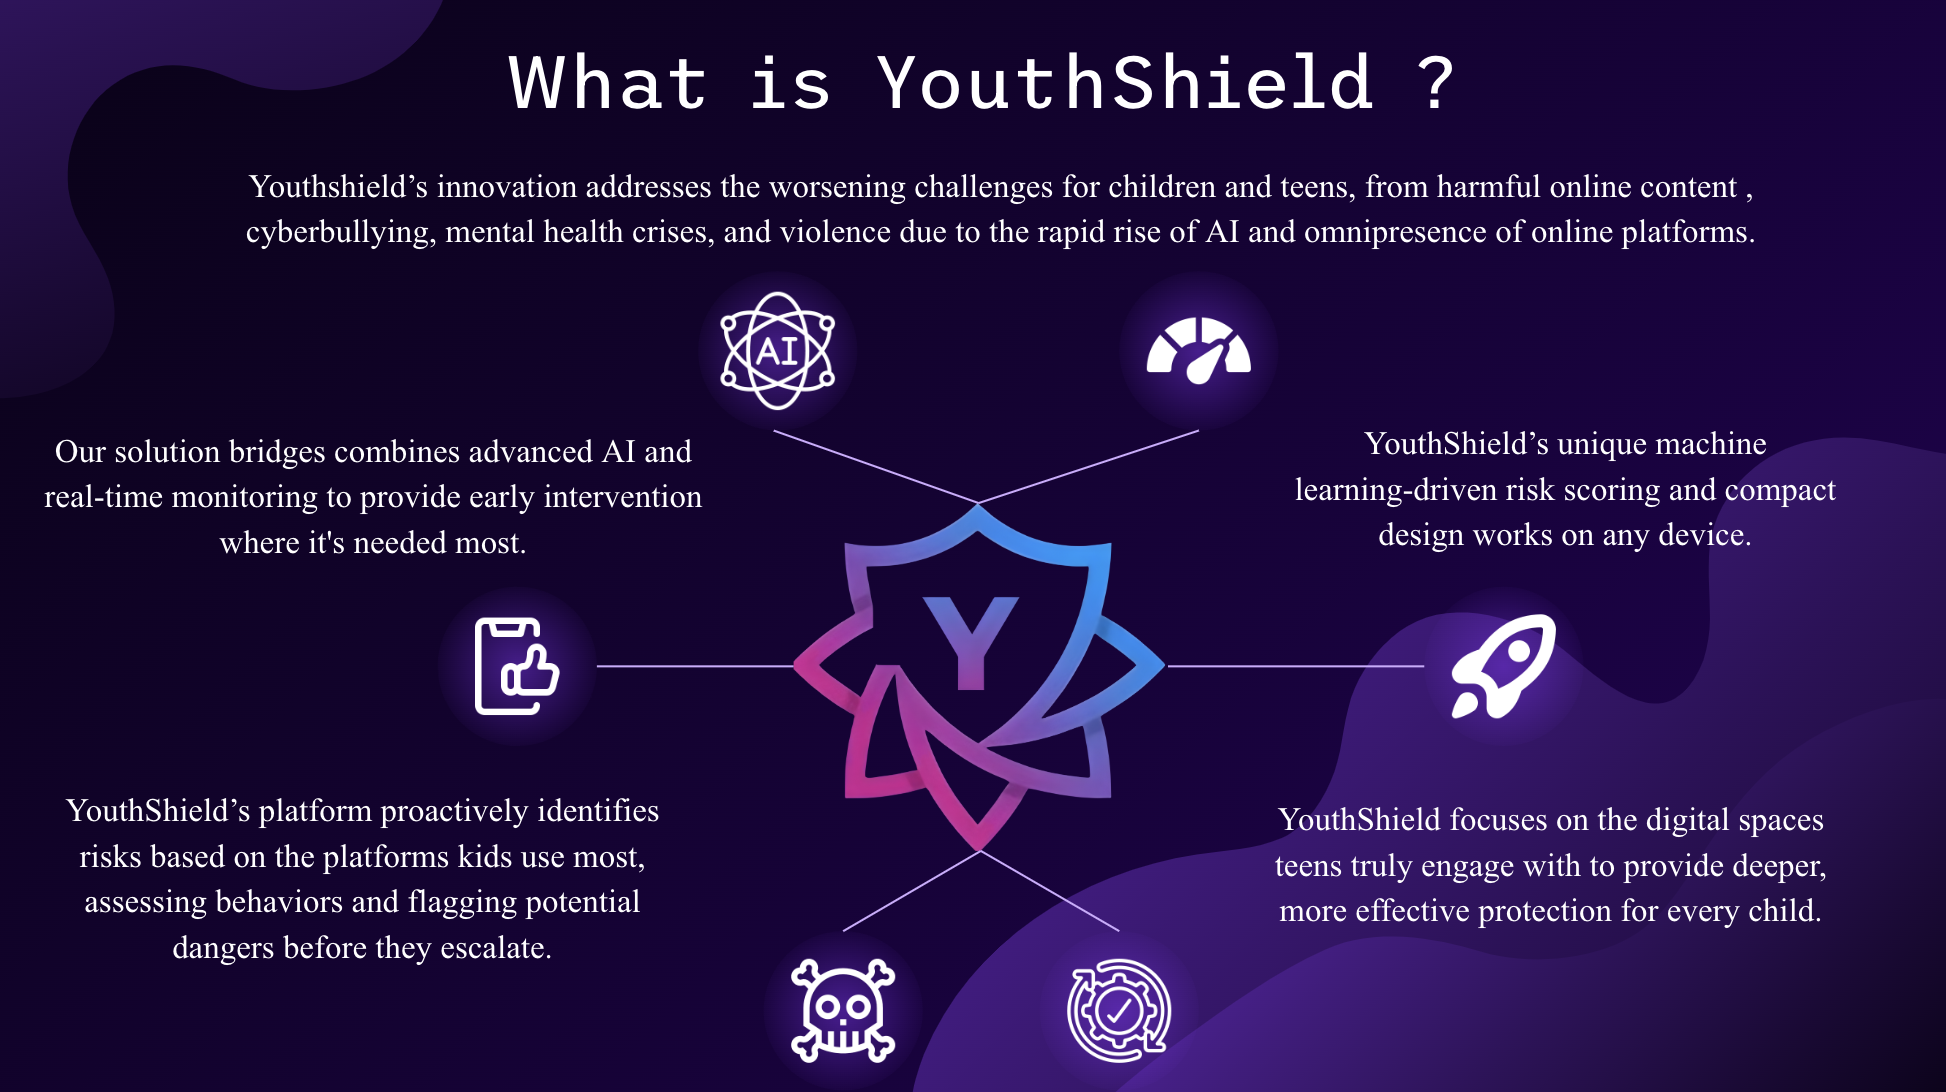 What is YouthShield ?
Youthshield’s innovation addresses the worsening challenges for children and teens, from harmful online content ,
cyberbullying, mental health crises, and violence due to the rapid rise of AI and omnipresence of online platforms.
AI
Our solution bridges combines advanced AI and
real-time monitoring to provide early intervention
where it's needed most.
YouthShield’s unique machine
learning-driven risk scoring and compact
design works on any device.
Y
YouthShield’s platform proactively identifies
risks based on the platforms kids use most,
assessing behaviors and flagging potential
dangers before they escalate.
YouthShield focuses on the digital spaces
teens truly engage with to provide deeper,
more effective protection for every child.